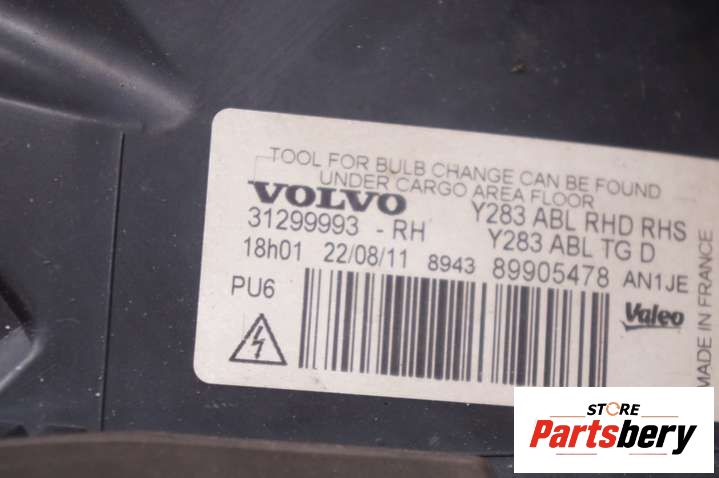 TOOL FOR BULB CHANGE CAN BE FOUND
UNDER CARGO AREA FLOOR
VOLVO
Y283 ABL RHD RHS
31299993 - RH
Y283 ABL TG D
18h01 22/08/11 8943 89905478 AN1JE
PU6
Valeo
MADE IN FRANCE
STORE
Partsbery